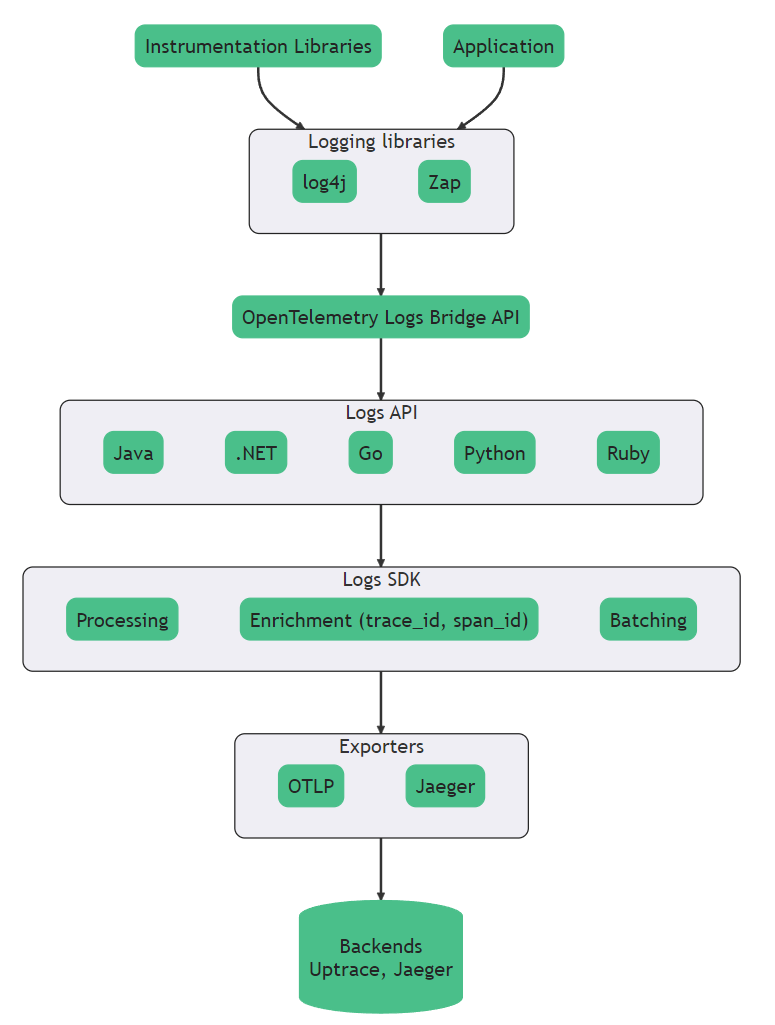 Instrumentation Libraries
Application
Logging libraries
log4j
Zap
OpenTelemetry Logs Bridge API
Logs API
Java
.NET
Go
Python
Ruby
Logs SDK
Processing
Enrichment (trace_id, span_id)
Batching
Exporters
OTLP
Jaeger
Backends
Uptrace, Jaeger